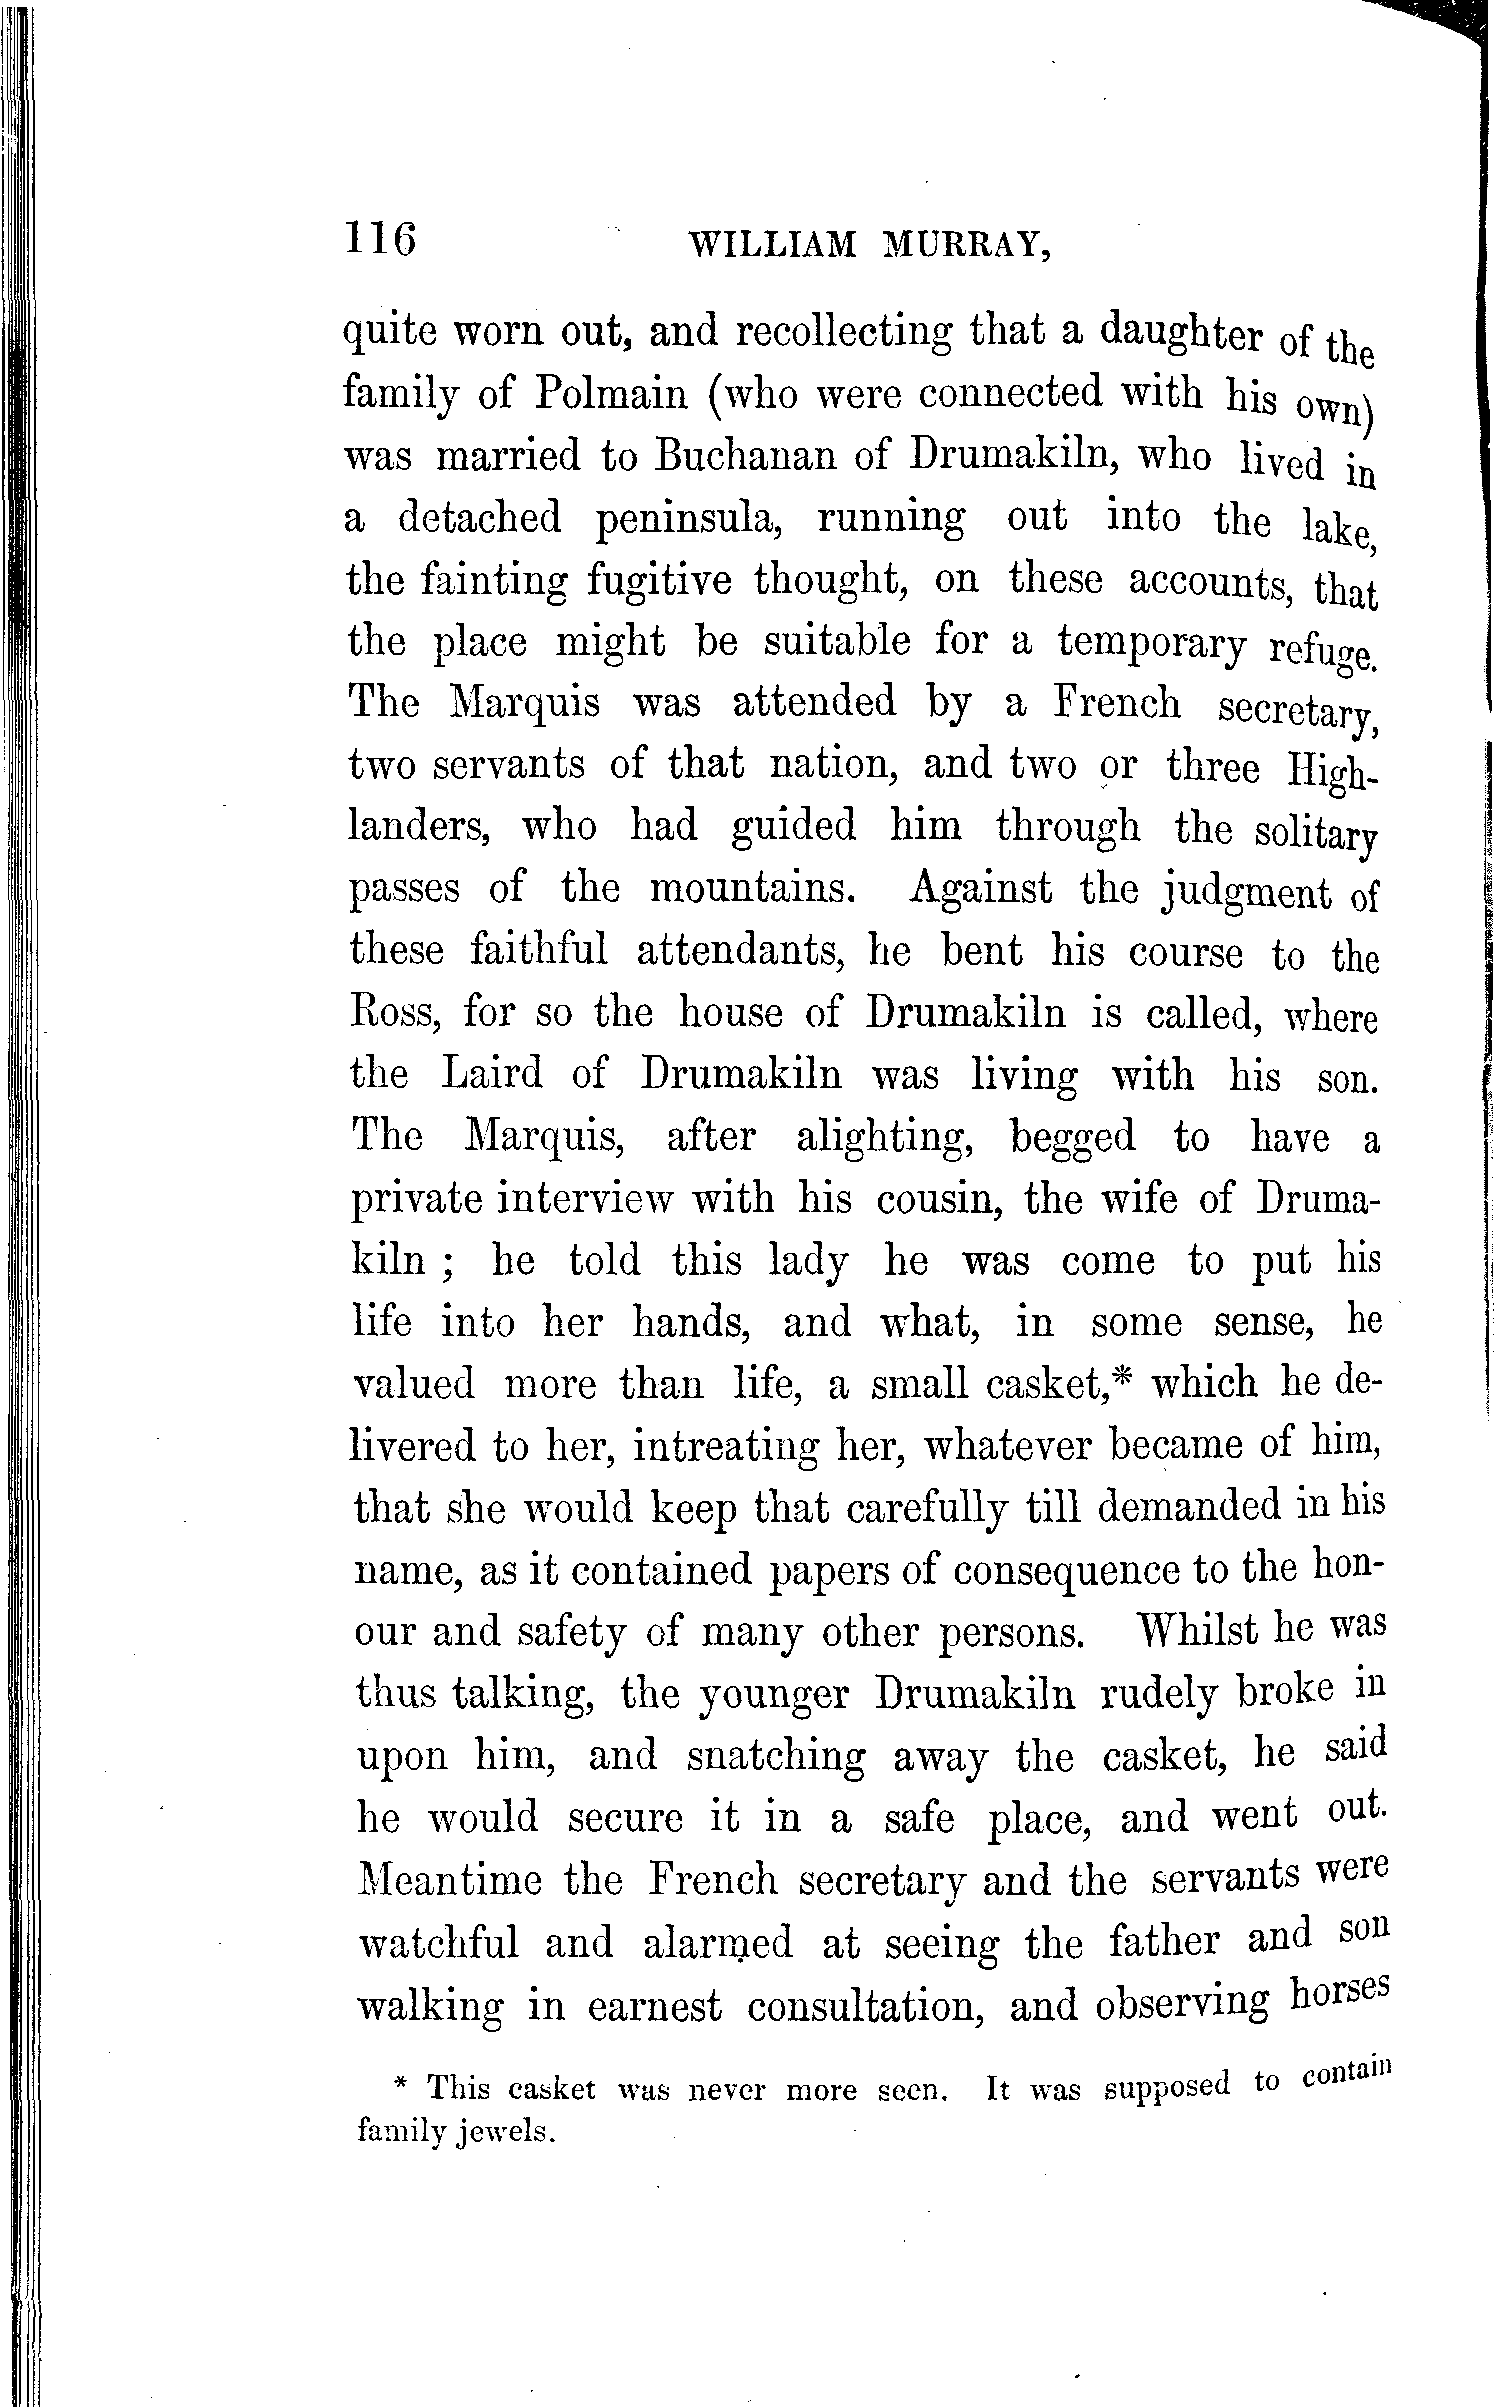 116 WILLIAM MURRAY,
quite worn out, and recollecting that a daughter of the
family of Polmain (who were connected with his own)
was married to Buchanan of Drumakiln, who lived in
a detached peninsula, running out into the lake,
the fainting fugitive thought, on these accounts, that
the place might be suitable for a temporary refuge.
The Marquis was attended by a French secretary,
two servants of that nation, and two or three High-
landers, who had guided him through the solitary
passes of the mountains. Against the judgment of
these faithful attendants, he bent his course to the
Ross, for so the house of Drumakiln is called, where
the Laird of Drumakiln was living with his son.
The Marquis, after alighting, begged to have a
private interview with his cousin, the wife of Druma-
kiln ; he told this lady he was come to put his
life into her hands, and what, in some sense, he
valued more than life, a small casket,* which he de-
livered to her, intreating her, whatever became of him,
that she would keep that carefully till demanded in his
name, as it contained papers of consequence to the hon-
our and safety of many other persons. Whilst he was
thus talking, the younger Drumakiln rudely broke in
upon him, and snatching away the casket, he said
he would secure it in a safe place, and went out.
Meantime the French secretary and the servants were
watchful and alarmed at seeing the father and son
walking in earnest consultation, and observing horses
* This casket was never more seen. It was supposed to contain
family jewels.